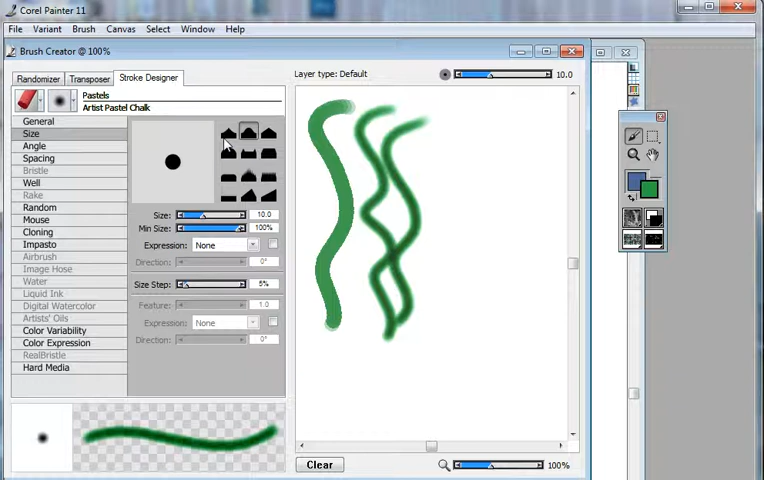 Corel Painter 11
File Variant Brush Canvas Select Window Help
Brush Creator @ 100%
Randomizer Transposer Stroke Designer
Layer type: Default 10.0
Pastels
Artist Pastel Chalk
General
Size
Angle
Spacing
Bristle
Well
Rake
Random
Mouse
Cloning
Impasto
Airbrush
Image Hose
Water
Liquid Ink
Digital Watercolor
Artists' Oils
Color Variability
Color Expression
RealBristle
Hard Media
Size: 10.0
Min Size: 100%
Expression: None
Direction: 0°
Size Step: 5%
Feature: 1.0
Expression: None
Direction: 0°
Clear
100%